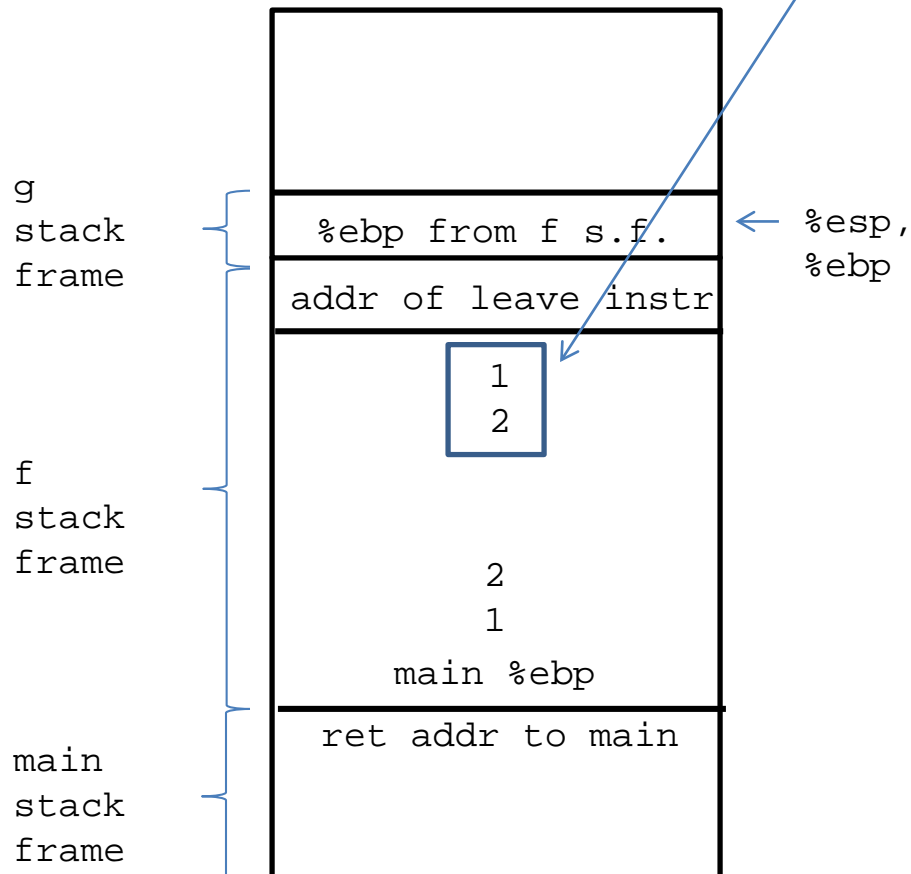 g
stack
frame
%ebp from f s.f.
%esp,
%ebp
addr of leave instr
1
2
f
stack
frame
2
1
main %ebp
ret addr to main
main
stack
frame